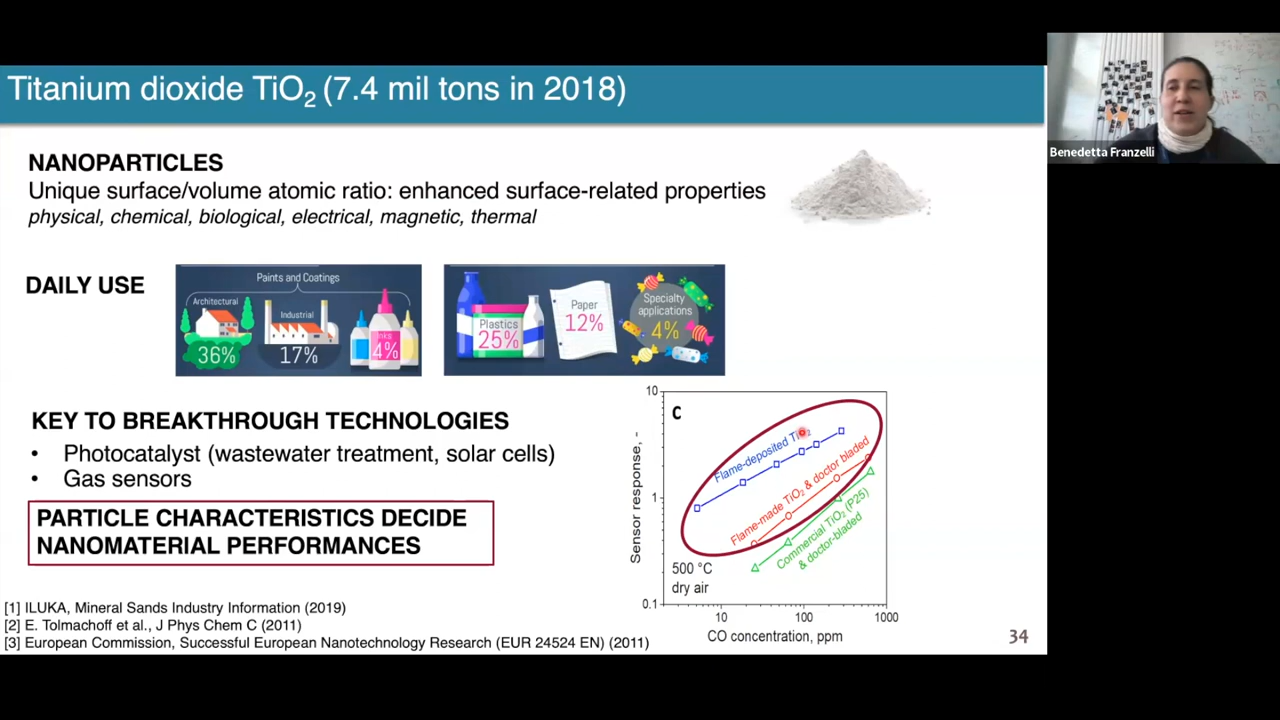 Titanium dioxide TiO2 (7.4 mil tons in 2018)
Benedetta Franzelli
NANOPARTICLES
Unique surface/volume atomic ratio: enhanced surface-related properties
physical, chemical, biological, electrical, magnetic, thermal
DAILY USE
Paints and Coatings
Architectural
36%
Industrial
17%
Inks
4%
Plastics
25%
Paper
12%
Specialty
applications
4%
KEY TO BREAKTHROUGH TECHNOLOGIES
• Photocatalyst (wastewater treatment, solar cells)
• Gas sensors
PARTICLE CHARACTERISTICS DECIDE
NANOMATERIAL PERFORMANCES
Sensor response, -
10
1
0.1
c
Flame-deposited TiO2
Flame-made TiO2 & doctor bladed
Commercial TiO2 (P25)
& doctor-bladed
500 °C
dry air
10 100 1000
CO concentration, ppm
[1] ILUKA, Mineral Sands Industry Information (2019)
[2] E. Tolmachoff et al., J Phys Chem C (2011)
[3] European Commission, Successful European Nanotechnology Research (EUR 24524 EN) (2011)
34